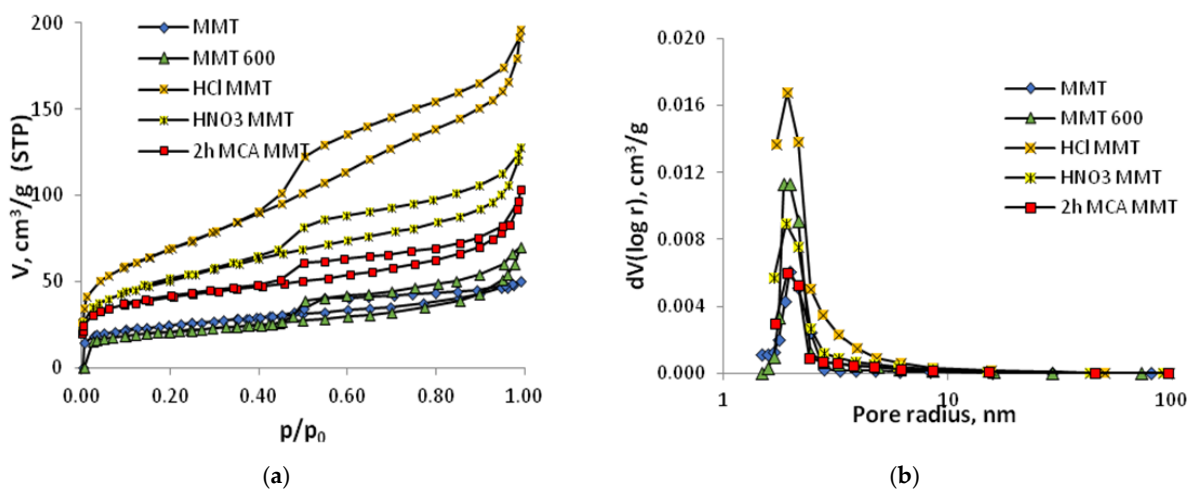 200
150
100
50
0
V, cm³/g (STP)
MMT
MMT 600
HCl MMT
HNO3 MMT
2h MCA MMT
0.00 0.20 0.40 0.60 0.80 1.00
p/p₀
(a)
0.020
0.016
0.012
0.008
0.004
0.000
dV(log r), cm³/g
MMT
MMT 600
HCl MMT
HNO3 MMT
2h MCA MMT
1 10 100
Pore radius, nm
(b)